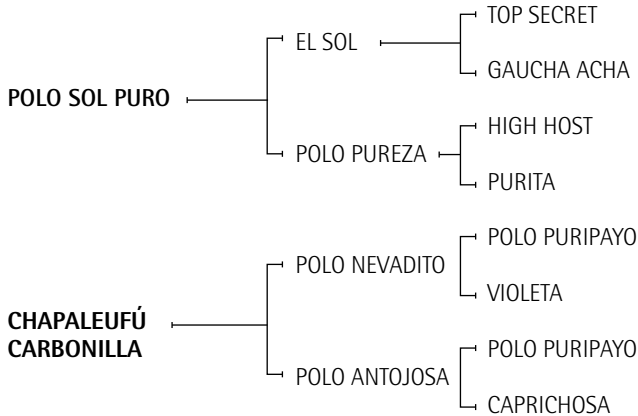 TOP SECRET
EL SOL
GAUCHA ACHA
POLO SOL PURO
HIGH HOST
POLO PUREZA
PURITA
POLO PURIPAYO
POLO NEVADITO
VIOLETA
CHAPALEUFÚ
CARBONILLA
POLO PURIPAYO
POLO ANTOJOSA
CAPRICHOSA